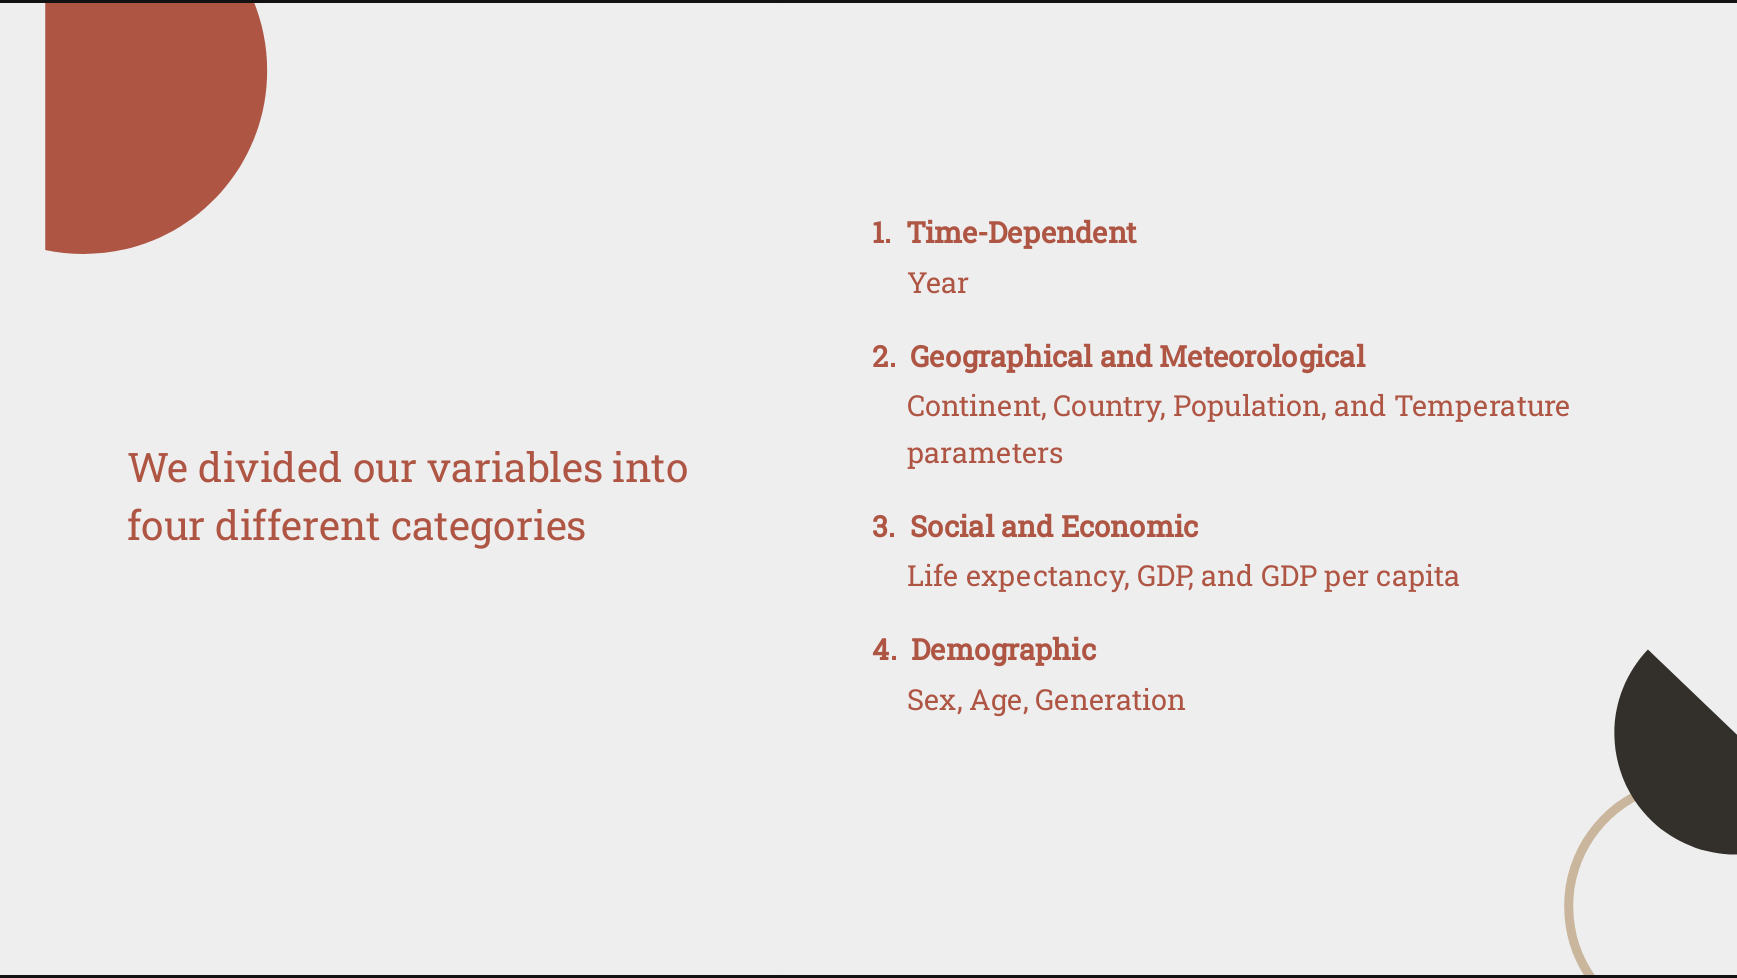 We divided our variables into
four different categories
1. Time-Dependent
Year
2. Geographical and Meteorological
Continent, Country, Population, and Temperature
parameters
3. Social and Economic
Life expectancy, GDP, and GDP per capita
4. Demographic
Sex, Age, Generation